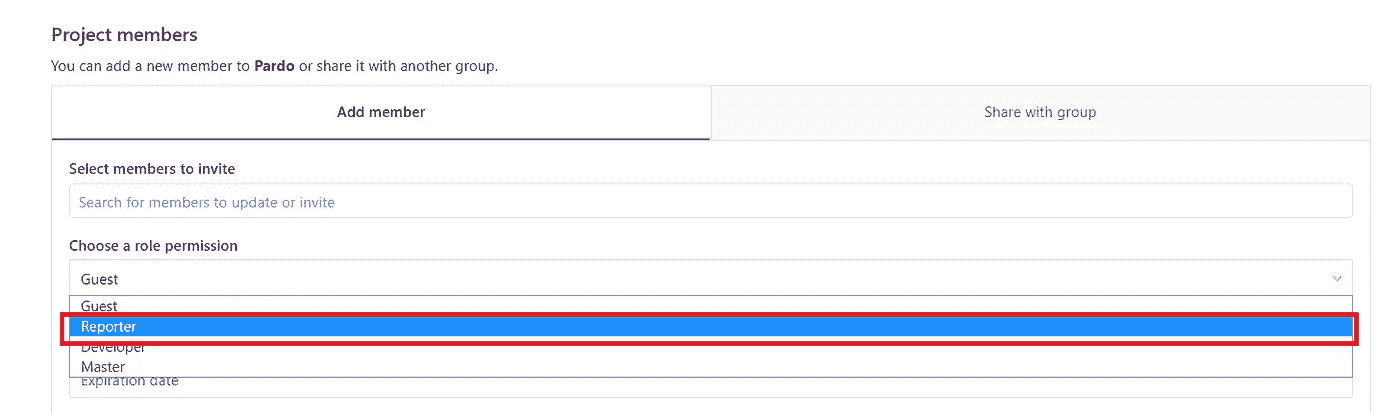 Project members
You can add a new member to Pardo or share it with another group.
Add member
Share with group
Select members to invite
Search for members to update or invite
Choose a role permission
Guest
Guest
Reporter
Developer
Master
Expiration date